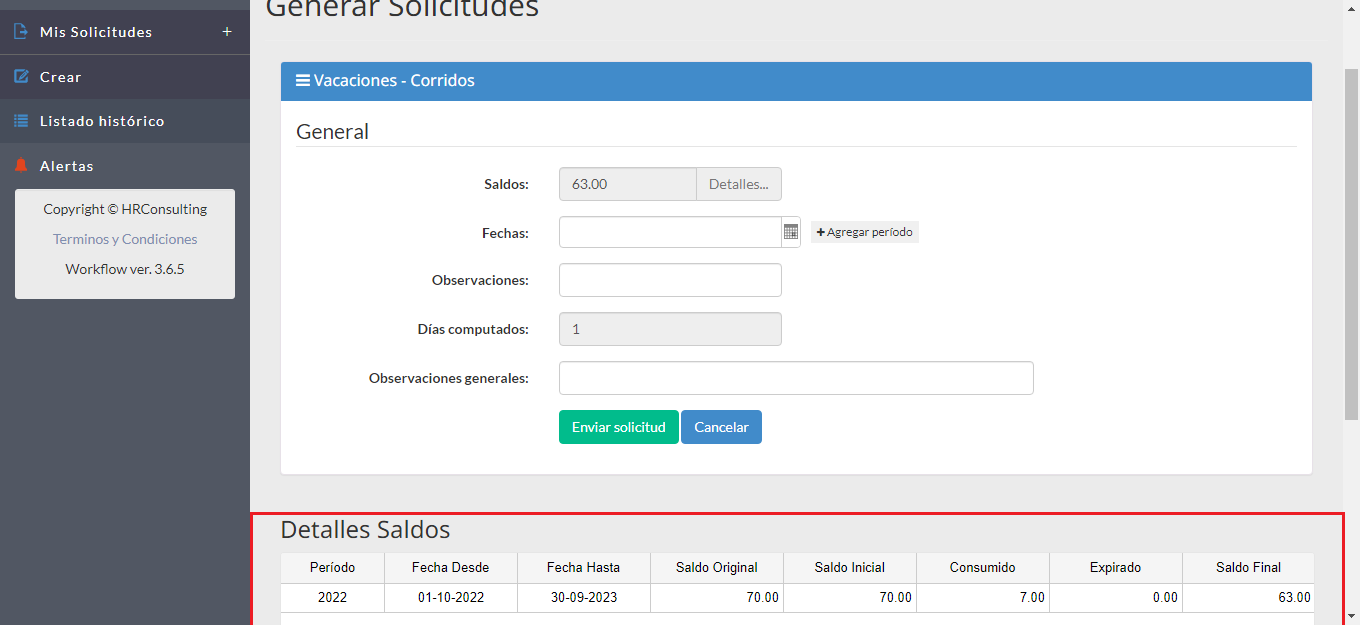 Generar Solicitudes
Mis Solicitudes +
Crear
Listado histórico
Alertas
Copyright © HRConsulting
Terminos y Condiciones
Workflow ver. 3.6.5
Vacaciones - Corridos
General
Saldos: 63.00 Detalles...
Fechas: + Agregar período
Observaciones:
Días computados: 1
Observaciones generales:
Enviar solicitud Cancelar
Detalles Saldos
Período Fecha Desde Fecha Hasta Saldo Original Saldo Inicial Consumido Expirado Saldo Final
2022 01-10-2022 30-09-2023 70.00 70.00 7.00 0.00 63.00